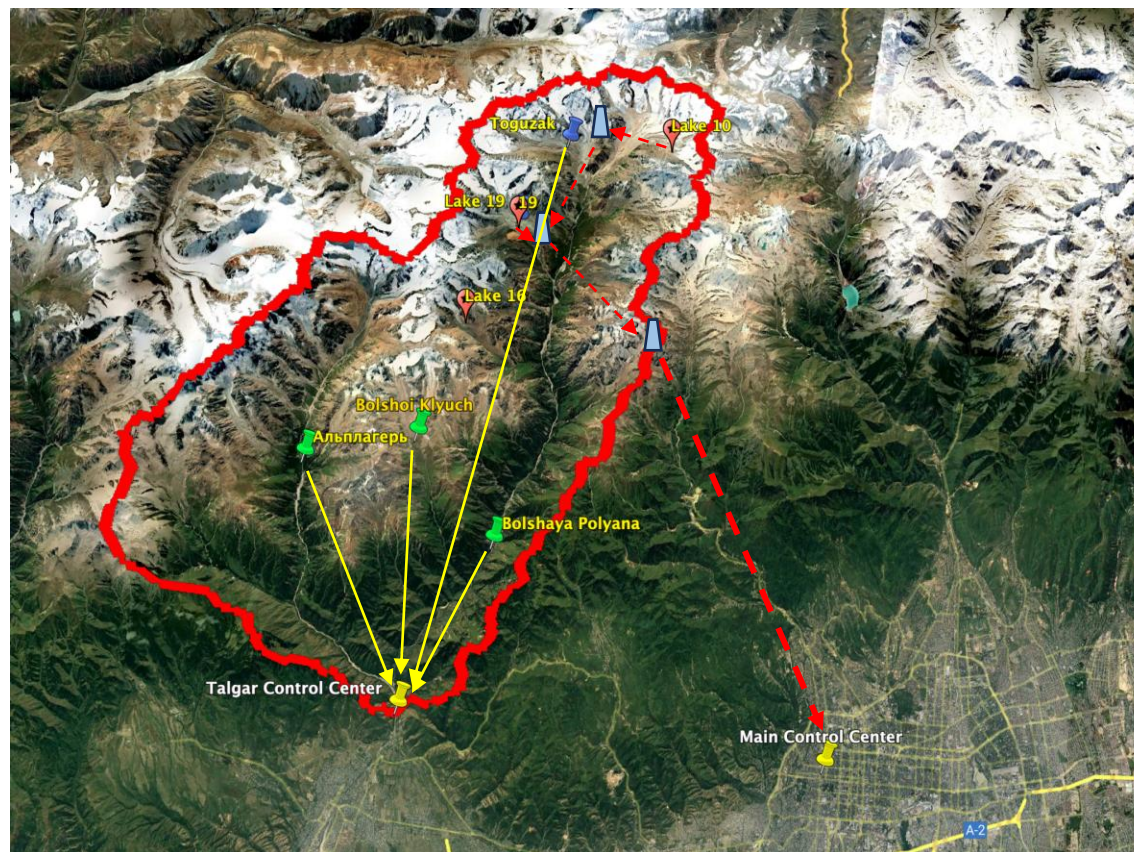 Toguzak
Lake 10
Lake 19
19
Lake 16
Bolshoi Klyuch
Альплагерь
Bolshaya Polyana
Talgar Control Center
Main Control Center
A-2